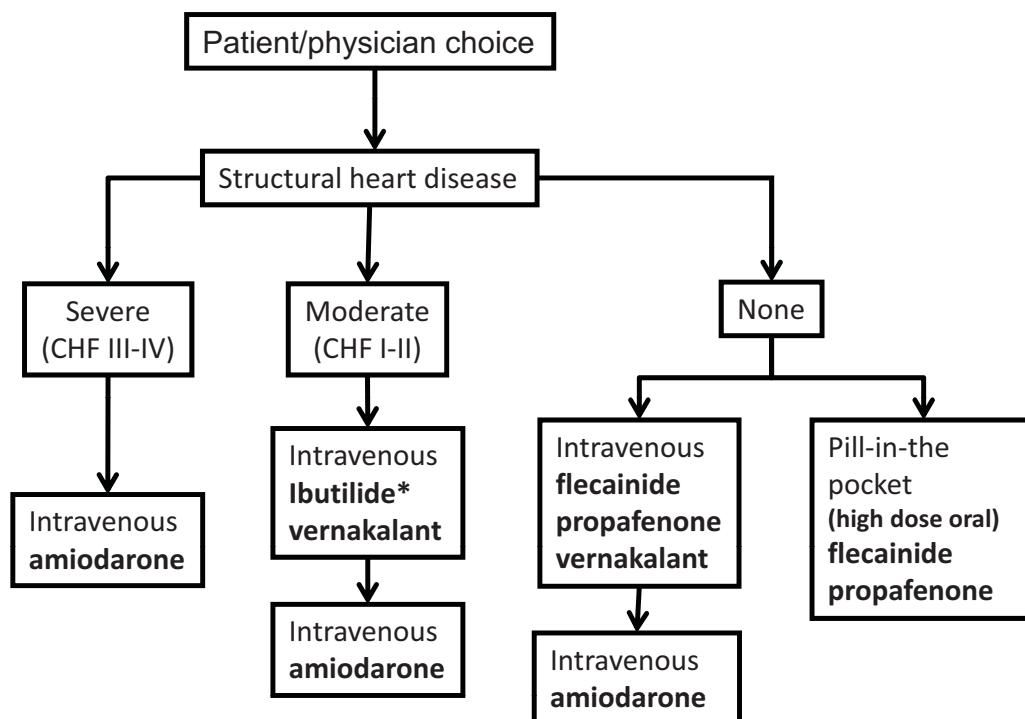 Patient/physician choice
Structural heart disease
Severe
(CHF III-IV)
Moderate
(CHF I-II)
None
Intravenous
amiodarone
Intravenous
Ibutilide*
vernakalant
Intravenous
amiodarone
Intravenous
flecainide
propafenone
vernakalant
Intravenous
amiodarone
Pill-in-the
pocket
(high dose oral)
flecainide
propafenone